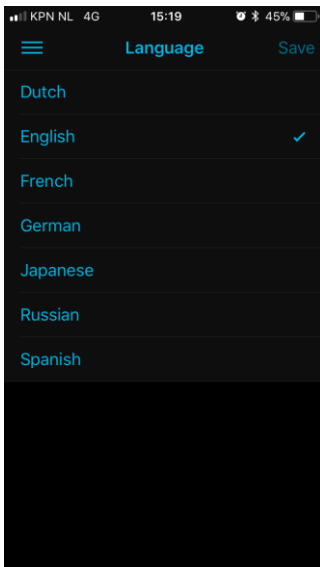 KPN NL 4G 15:19 45%
Language Save
Dutch
English
French
German
Japanese
Russian
Spanish